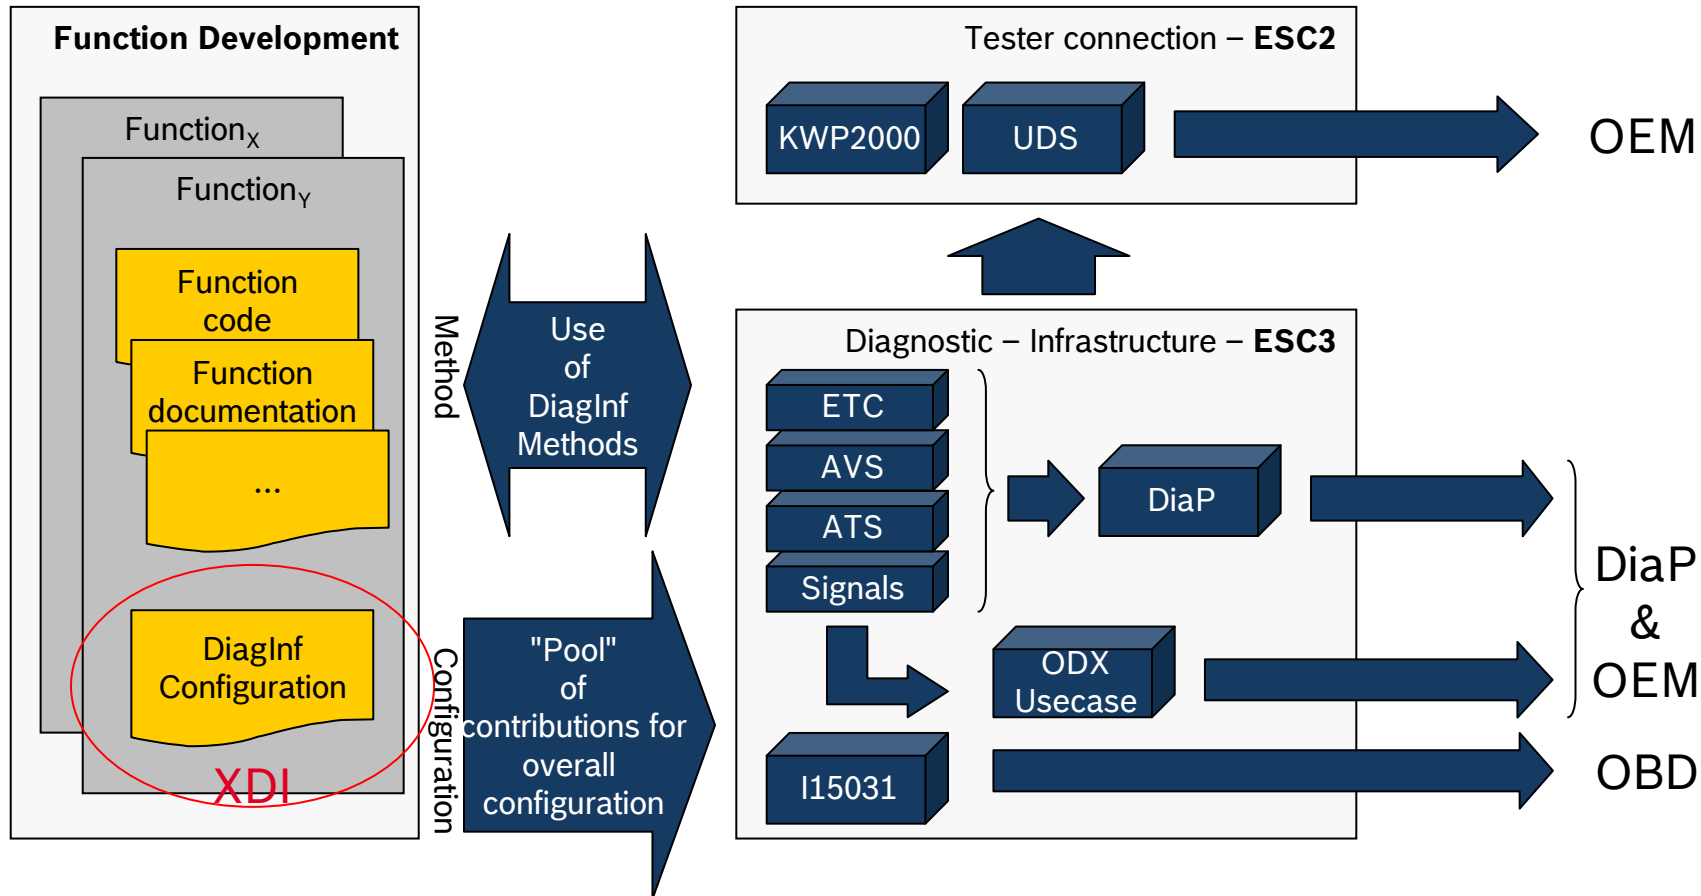 Function Development
FunctionX
FunctionY
Function
code
Function
documentation
...
DiagInf
Configuration
XDI
Method
Use
of
DiagInf
Methods
Configuration
"Pool"
of
contributions for
overall
configuration
Tester connection – ESC2
KWP2000
UDS
OEM
Diagnostic – Infrastructure – ESC3
ETC
AVS
ATS
Signals
DiaP
ODX
Usecase
I15031
DiaP
&
OEM
OBD